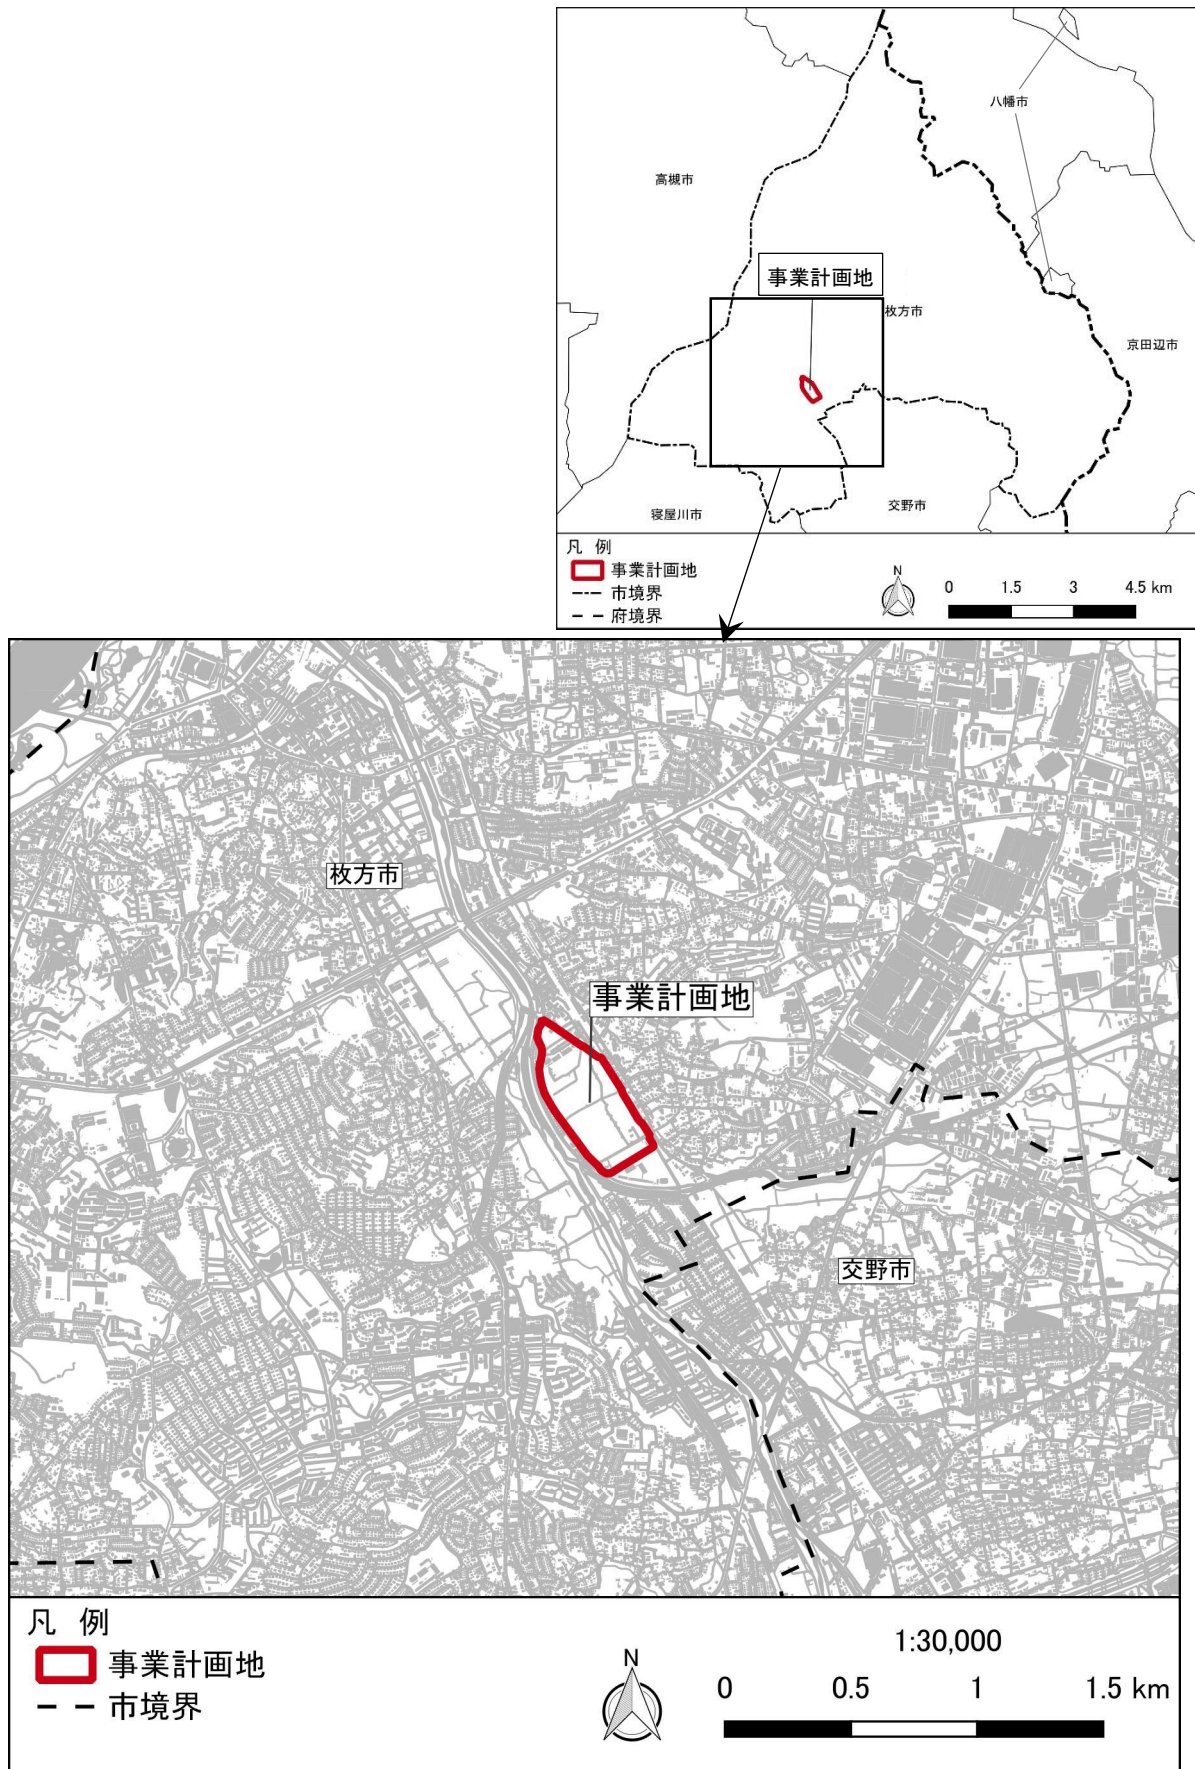 八幡市
高槻市
事業計画地
枚方市
京田辺市
寝屋川市
交野市
凡 例
事業計画地
市境界
府境界
N
0 1.5 3 4.5 km
枚方市
事業計画地
交野市
凡 例
事業計画地
市境界
N
1:30,000
0 0.5 1 1.5 km